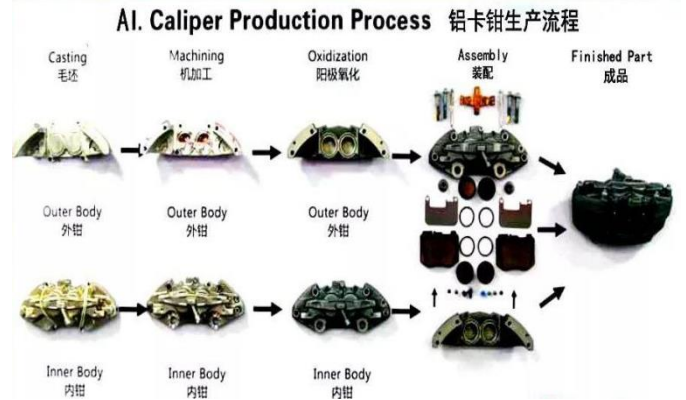 Al. Caliper Production Process 铝卡钳生产流程
Casting
毛坯
Machining
机加工
Oxidization
阳极氧化
Assembly
装配
Finished Part
成品
Outer Body
外钳
Outer Body
外钳
Outer Body
外钳
Inner Body
内钳
Inner Body
内钳
Inner Body
内钳